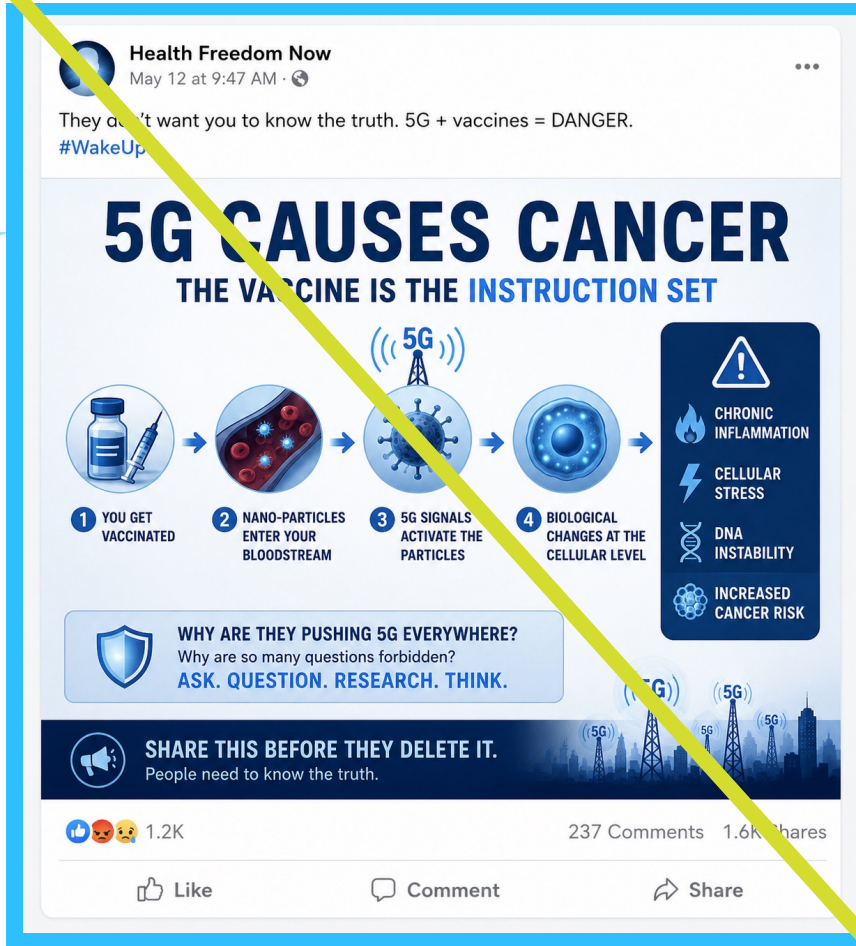 Health Freedom Now
May 12 at 9:47 AM ·
They don't want you to know the truth. 5G + vaccines = DANGER.
#WakeUp
5G CAUSES CANCER
THE VACCINE IS THE INSTRUCTION SET
5G
CHRONIC
INFLAMMATION
CELLULAR
STRESS
DNA
INSTABILITY
INCREASED
CANCER RISK
1 YOU GET
VACCINATED
2 NANO-PARTICLES
ENTER YOUR
BLOODSTREAM
3 5G SIGNALS
ACTIVATE THE
PARTICLES
4 BIOLOGICAL
CHANGES AT THE
CELLULAR LEVEL
WHY ARE THEY PUSHING 5G EVERYWHERE?
Why are so many questions forbidden?
ASK. QUESTION. RESEARCH. THINK.
5G
5G
5G
5G
5G
SHARE THIS BEFORE THEY DELETE IT.
People need to know the truth.
1.2K
237 Comments 1.6K Shares
Like Comment Share